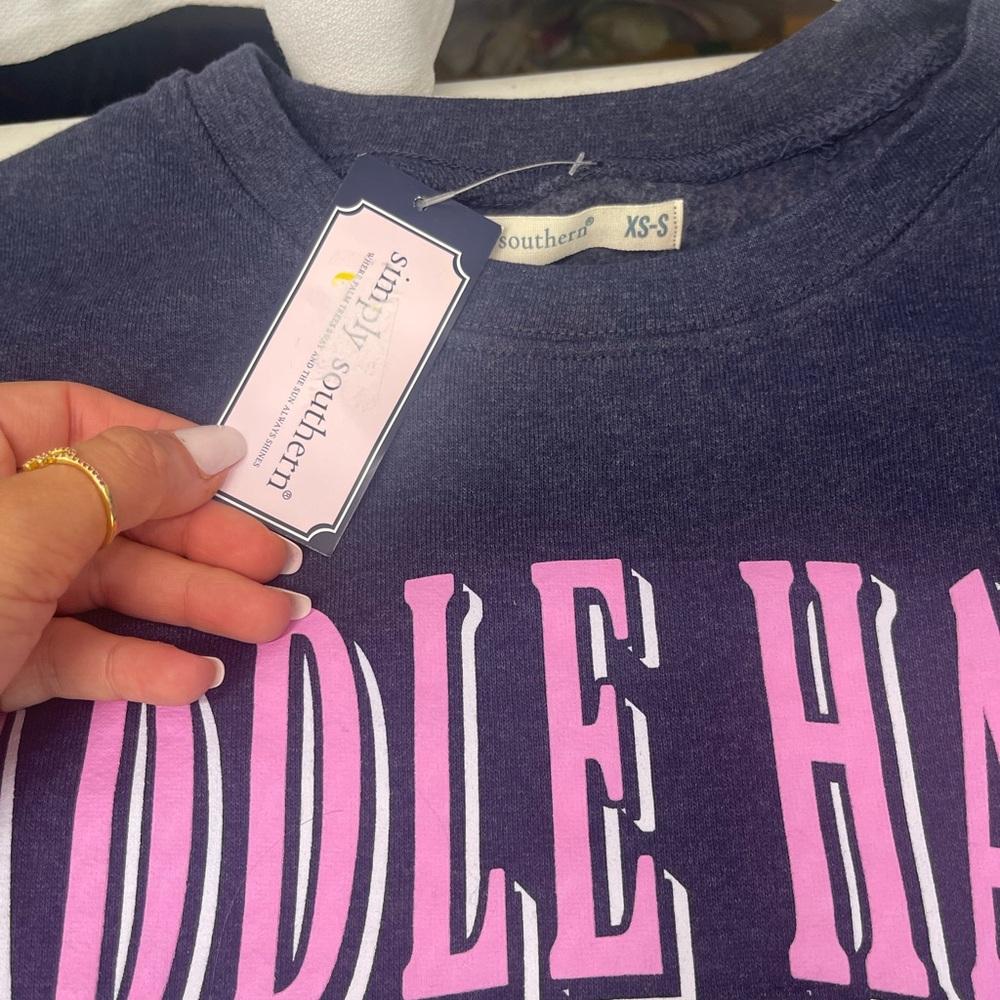 simply southern®
WHERE PALM TREES SWAY AND THE SUN ALWAYS SHINES
southern® XS-S
DDLE HA